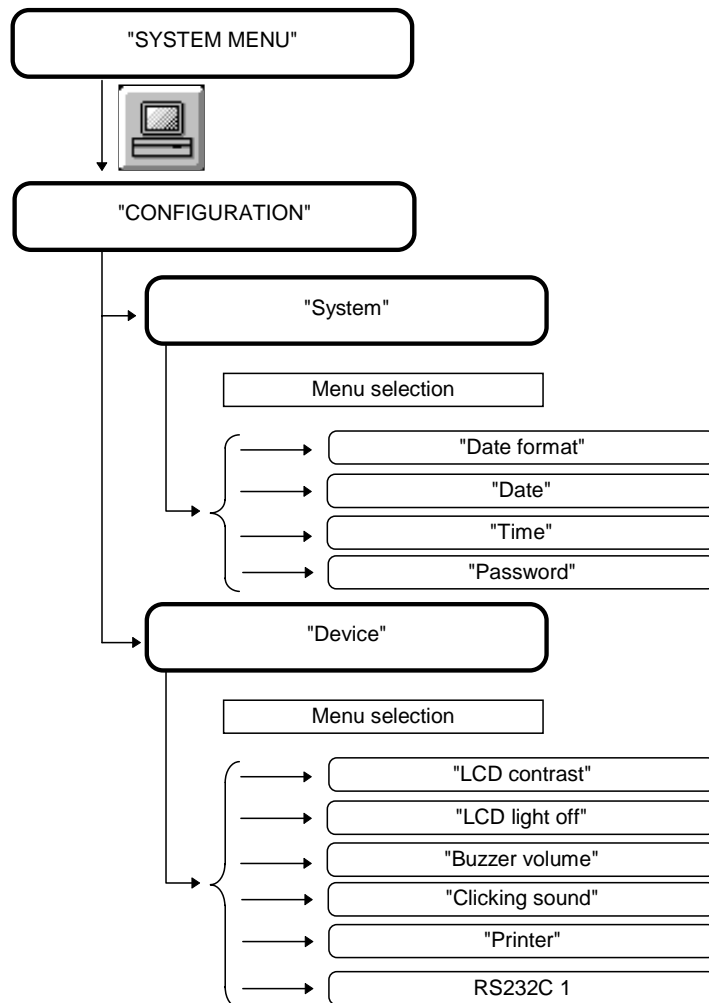 "SYSTEM MENU"
"CONFIGURATION"
"System"
Menu selection
"Date format"
"Date"
"Time"
"Password"
"Device"
Menu selection
"LCD contrast"
"LCD light off"
"Buzzer volume"
"Clicking sound"
"Printer"
RS232C 1